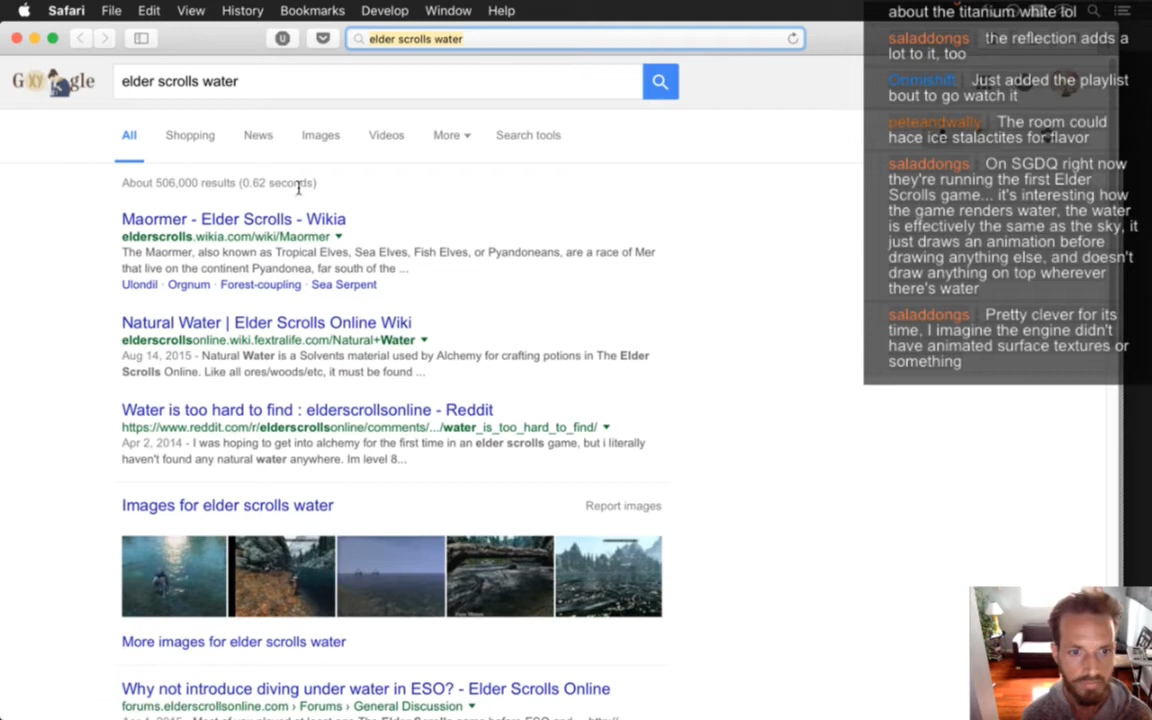 Safari File Edit View History Bookmarks Develop Window Help
elder scrolls water
G xy gle
elder scrolls water
All Shopping News Images Videos More Search tools
About 506,000 results (0.62 seconds)
Maormer - Elder Scrolls - Wikia
elderscrolls.wikia.com/wiki/Maormer
The Maormer, also known as Tropical Elves, Sea Elves, Fish Elves, or Pyandoneans, are a race of Mer
that live on the continent Pyandonea, far south of the ...
Ulondil · Orgnum · Forest-coupling · Sea Serpent
Natural Water | Elder Scrolls Online Wiki
elderscrollsonline.wiki.fextralife.com/Natural+Water
Aug 14, 2015 - Natural Water is a Solvents material used by Alchemy for crafting potions in The Elder
Scrolls Online. Like all ores/woods/etc, it must be found ...
Water is too hard to find : elderscrollsonline - Reddit
https://www.reddit.com/r/elderscrollsonline/comments/.../water_is_too_hard_to_find/
Apr 2, 2014 - I was hoping to get into alchemy for the first time in an elder scrolls game, but i literally
haven't found any natural water anywhere. Im level 8...
Images for elder scrolls water
Report images
More images for elder scrolls water
Why not introduce diving under water in ESO? - Elder Scrolls Online
forums.elderscrollsonline.com › Forums › General Discussion
about the titanium white lol
saladdongs the reflection adds a
lot to it, too
Onmishift Just added the playlist
bout to go watch it
peteandwally The room could
hace ice stalactites for flavor
saladdongs On SGDQ right now
they're running the first Elder
Scrolls game... it's interesting how
the game renders water, the water
is effectively the same as the sky, it
just draws an animation before
drawing anything else, and doesn't
draw anything on top wherever
there's water
saladdongs Pretty clever for its
time, I imagine the engine didn't
have animated surface textures or
something